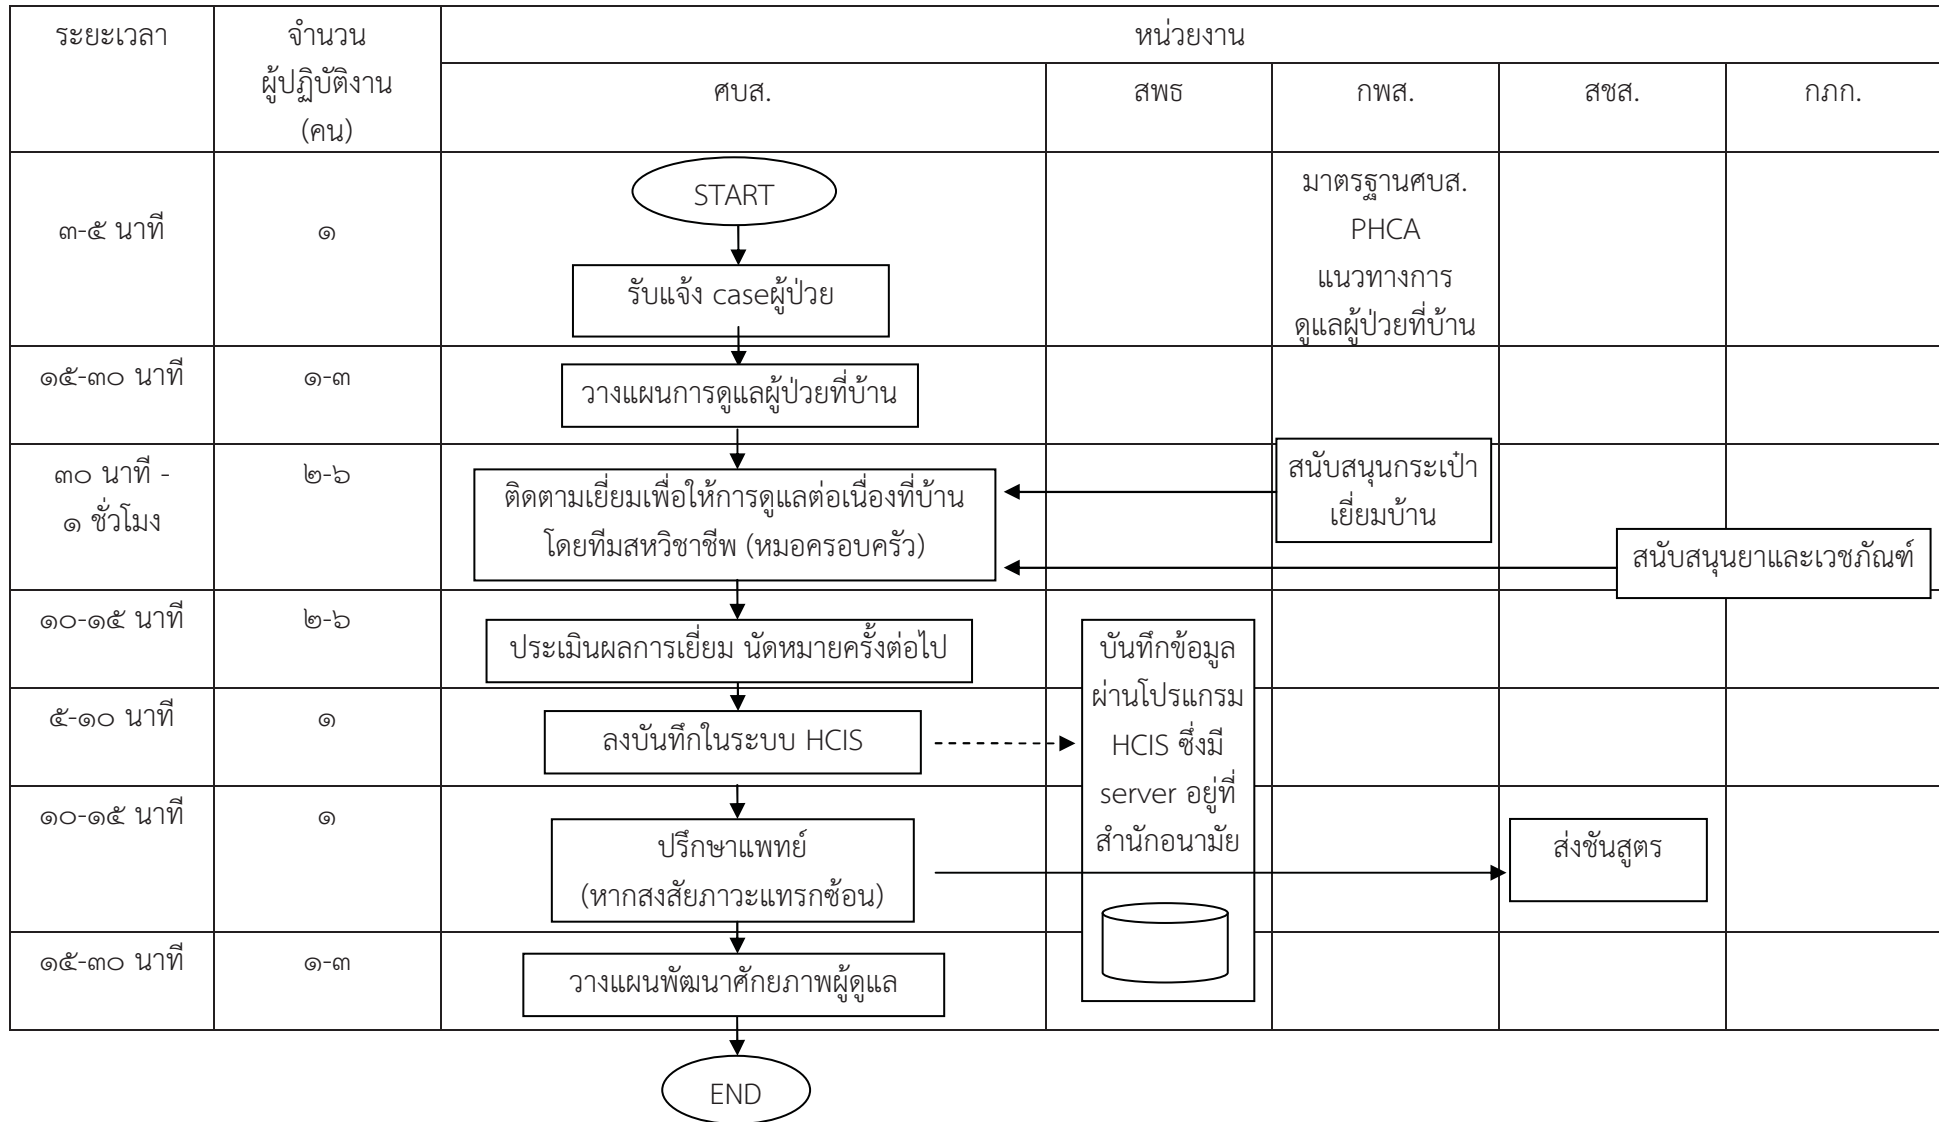 ระยะเวลา
จำนวน
ผู้ปฏิบัติงาน
(คน)
หน่วยงาน
ศบส.
สพธ
กพส.
สชส.
กภก.
๓-๕ นาที
๑
START
รับแจ้ง caseผู้ป่วย
มาตรฐานศบส.
PHCA
แนวทางการ
ดูแลผู้ป่วยที่บ้าน
๑๕-๓๐ นาที
๑-๓
วางแผนการดูแลผู้ป่วยที่บ้าน
๓๐ นาที -
๑ ชั่วโมง
๒-๖
ติดตามเยี่ยมเพื่อให้การดูแลต่อเนื่องที่บ้าน
โดยทีมสหวิชาชีพ (หมอครอบครัว)
สนับสนุนกระเป๋า
เยี่ยมบ้าน
สนับสนุนยาและเวชภัณฑ์
๑๐-๑๕ นาที
๒-๖
ประเมินผลการเยี่ยม นัดหมายครั้งต่อไป
บันทึกข้อมูล
ผ่านโปรแกรม
HCIS ซึ่งมี
server อยู่ที่
สำนักอนามัย
๕-๑๐ นาที
๑
ลงบันทึกในระบบ HCIS
๑๐-๑๕ นาที
๑
ปรึกษาแพทย์
(หากสงสัยภาวะแทรกซ้อน)
ส่งชันสูตร
๑๕-๓๐ นาที
๑-๓
วางแผนพัฒนาศักยภาพผู้ดูแล
END